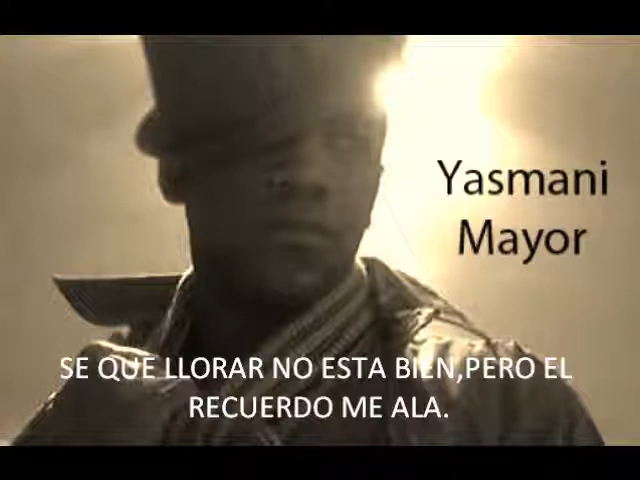 Yasmani
Mayor
SE QUE LLORAR NO ESTA BIEN,PERO EL
RECUERDO ME ALA.